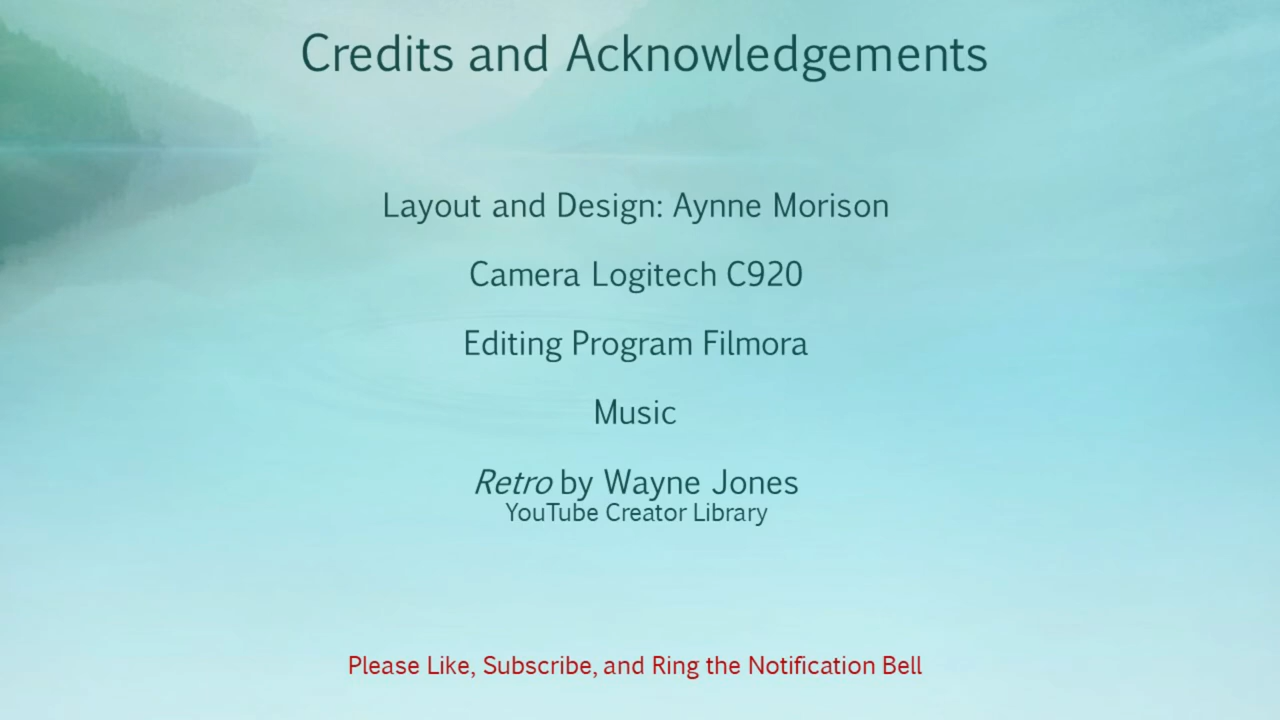 Credits and Acknowledgements
Layout and Design: Aynne Morison
Camera Logitech C920
Editing Program Filmora
Music
Retro by Wayne Jones
YouTube Creator Library
Please Like, Subscribe, and Ring the Notification Bell